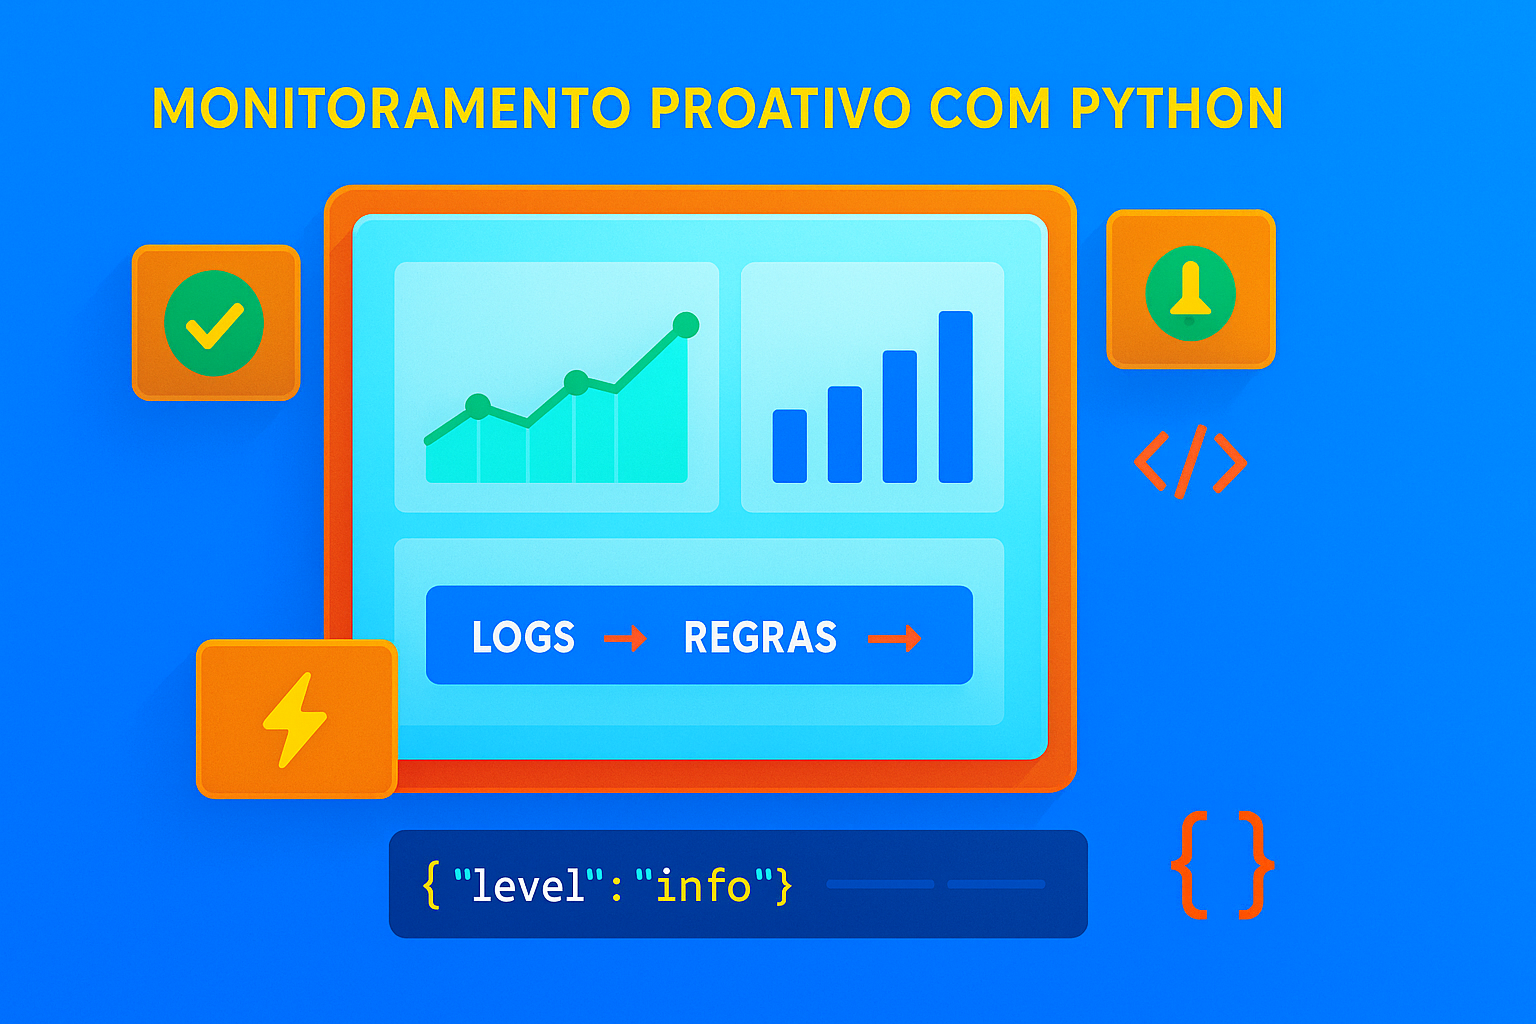 MONITORAMENTO PROATIVO COM PYTHON
</>
LOGS → REGRAS →
{"level":"info"}
{ }